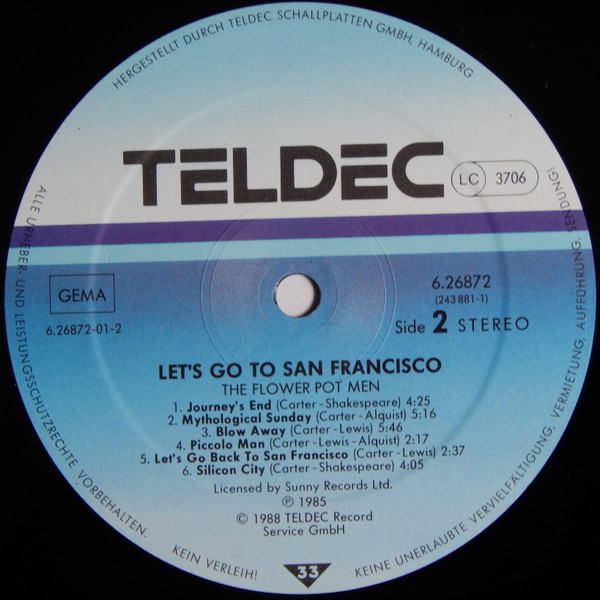 HERGESTELLT DURCH TELDEC SCHALLPLATTEN GMBH, HAMBURG
TELDEC
LC 3706
GEMA
6.26872-01-2
6.26872
(243 881-1)
Side 2 STEREO
LET'S GO TO SAN FRANCISCO
THE FLOWER POT MEN
1. Journey's End (Carter-Shakespeare) 4:25
2. Mythological Sunday (Carter-Alquist) 5:16
3. Blow Away (Carter-Lewis) 5:46
4. Piccolo Man (Carter-Lewis-Alquist) 2:17
5. Let's Go Back To San Francisco (Carter-Lewis) 2:37
6. Silicon City (Carter-Shakespeare) 4:05
Licensed by Sunny Records Ltd.
℗ 1985
© 1988 TELDEC Record
Service GmbH
33
ALLE URHEBER- UND LEISTUNGSSCHUTZRECHTE VORBEHALTEN.
KEIN VERLEIH!
KEINE UNERLAUBTE VERVIELFÄLTIGUNG, VERMIETUNG, AUFFÜHRUNG, SENDUNG!